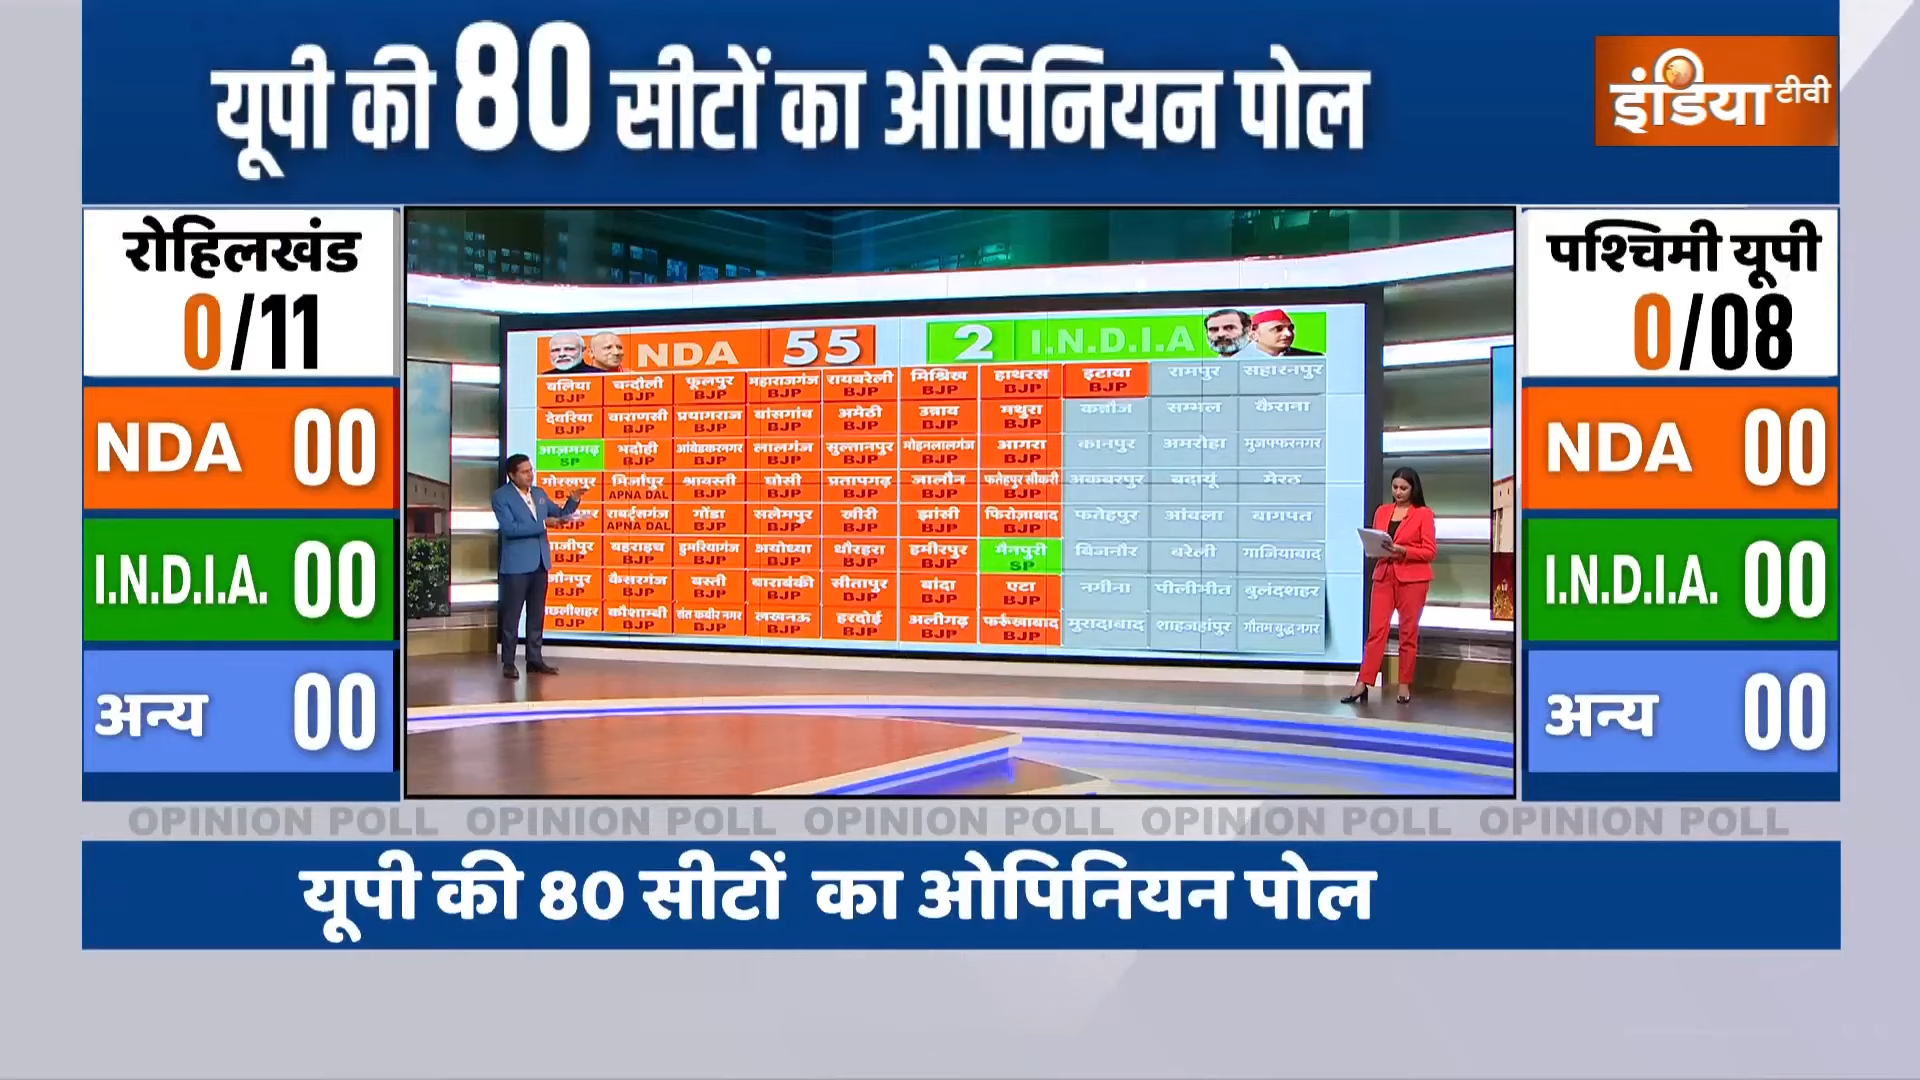 यूपी की 80 सीटों का ओपिनियन पोल
इंडिया टीवी
रोहिलखंड
0/11
NDA 00
I.N.D.I.A. 00
अन्य 00
NDA 55
2 I.N.D.I.A
बलिया चन्दौली फूलपुर महाराजगंज रायबरेली मिश्रिख हाथरस इटावा रामपुर सहारनपुर
BJP BJP BJP BJP BJP BJP BJP BJP
देवरिया वाराणसी प्रयागराज बांसगांव अमेठी उन्नाव मथुरा कन्नौज सम्भल कैराना
BJP BJP BJP BJP BJP BJP BJP
आज़मगढ़ भदोही आंबेडकरनगर लालगंज सुल्तानपुर मोहनलालगंज आगरा कानपुर अमरोहा मुजफ्फरनगर
SP BJP BJP BJP BJP BJP BJP
गोरखपुर मिर्जापुर श्रावस्ती घोसी प्रतापगढ़ जालौन फतेहपुर सीकरी अकबरपुर बदायूं मेरठ
APNA DAL BJP BJP BJP BJP BJP
राबर्ट्सगंज गोंडा सलेमपुर खीरी झांसी फिरोज़ाबाद फतेहपुर आंवला बागपत
BJP APNA DAL BJP BJP BJP BJP BJP
बहराइच डुमरियागंज अयोध्या धौरहरा हमीरपुर मैनपुरी बिजनौर बरेली गाजियाबाद
BJP BJP BJP BJP BJP BJP SP
कैसरगंज बस्ती बाराबंकी सीतापुर बांदा एटा नगीना पीलीभीत बुलंदशहर
BJP BJP BJP BJP BJP BJP BJP
कौशाम्बी संत कबीर नगर लखनऊ हरदोई अलीगढ़ फर्रुखाबाद मुरादाबाद शाहजहांपुर गौतम बुद्ध नगर
BJP BJP BJP BJP BJP BJP BJP
पश्चिमी यूपी
0/08
NDA 00
I.N.D.I.A. 00
अन्य 00
OPINION POLL OPINION POLL OPINION POLL OPINION POLL OPINION POLL
यूपी की 80 सीटों का ओपिनियन पोल